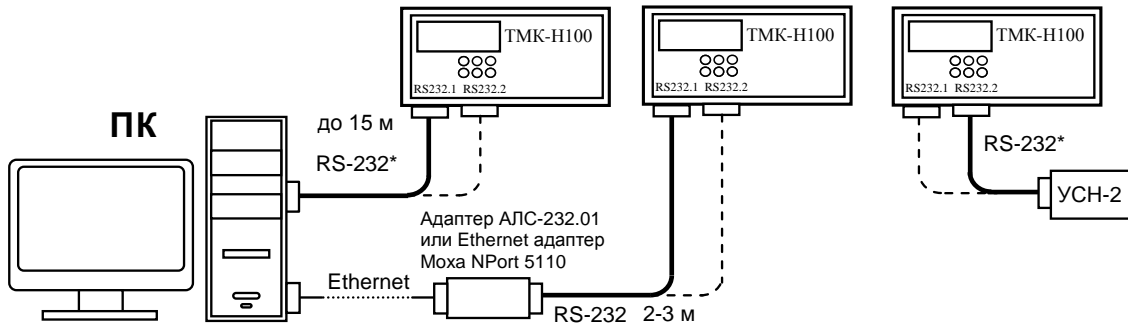 ТМК-Н100
RS232.1 RS232.2
ТМК-Н100
RS232.1 RS232.2
ТМК-Н100
RS232.1 RS232.2
ПК
до 15 м
RS-232*
RS-232*
УСН-2
Адаптер АЛС-232.01
или Ethernet адаптер
Moxa NPort 5110
Ethernet
RS-232 2-3 м